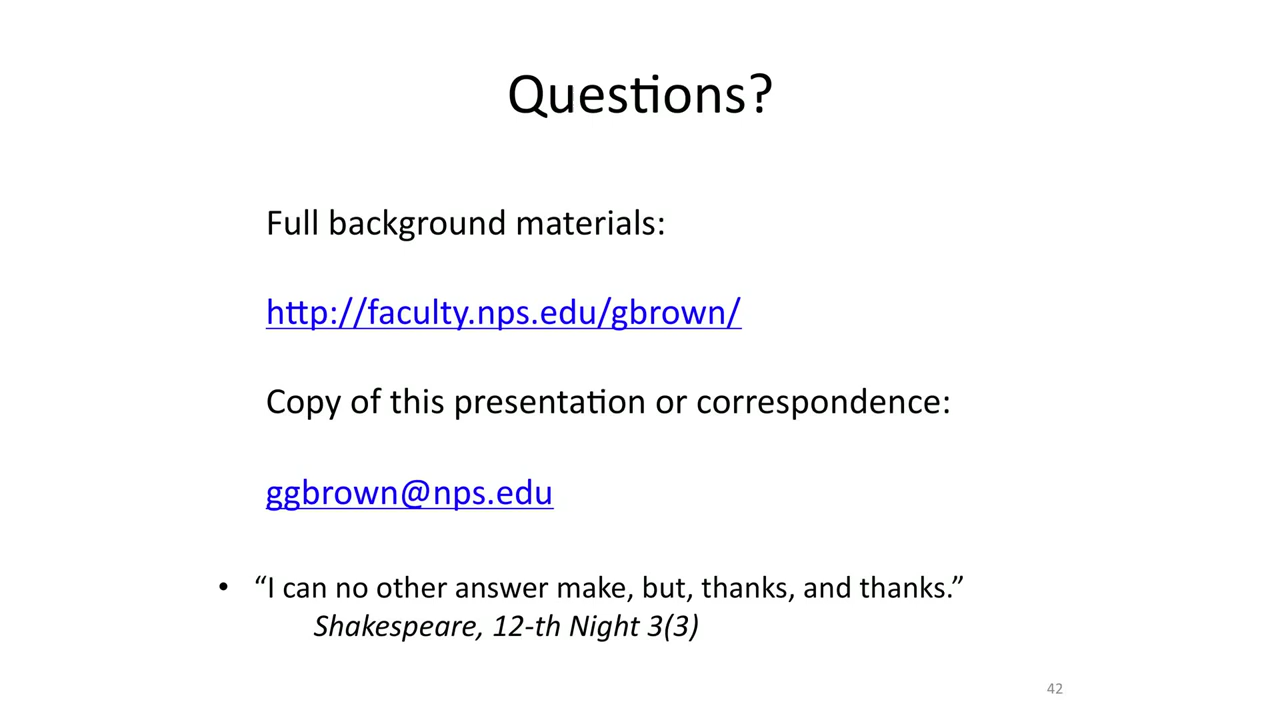 Questions?
Full background materials:
http://faculty.nps.edu/gbrown/
Copy of this presentation or correspondence:
ggbrown@nps.edu
• “I can no other answer make, but, thanks, and thanks.”
Shakespeare, 12-th Night 3(3)
42